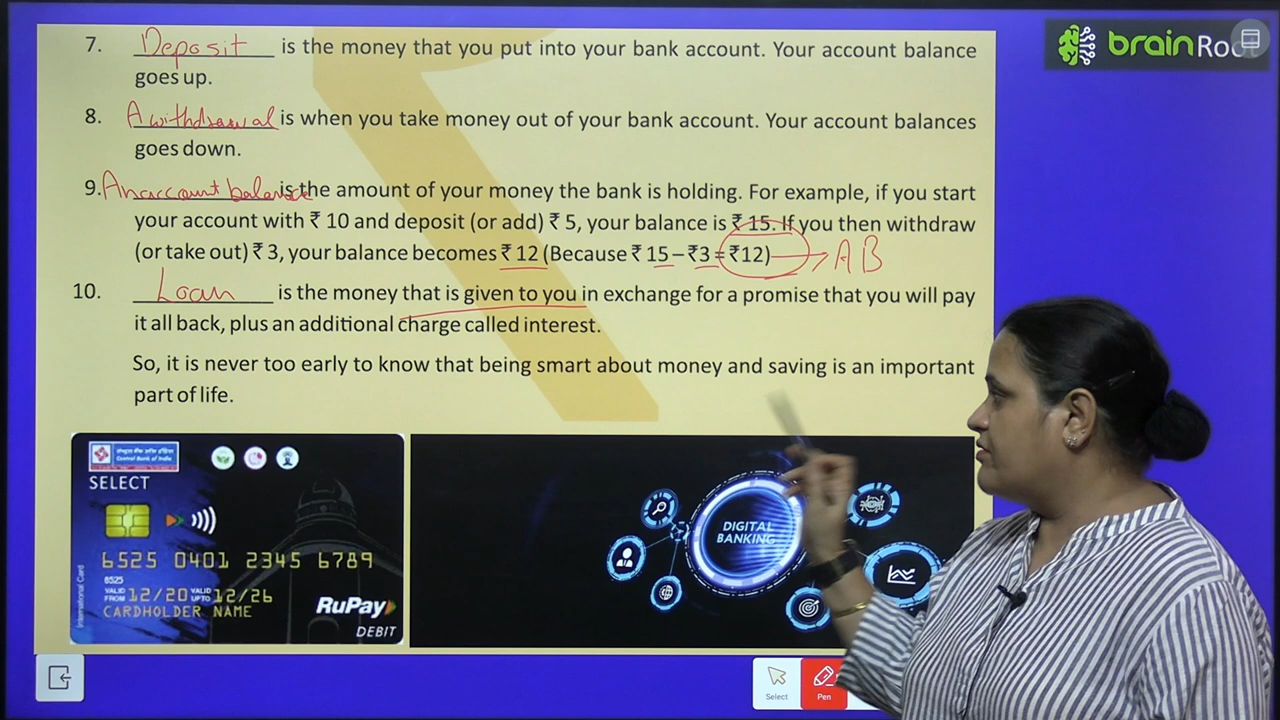 brainRoot
7. Deposit is the money that you put into your bank account. Your account balance
goes up.
8. A withdrawal is when you take money out of your bank account. Your account balances
goes down.
9. An account balance is the amount of your money the bank is holding. For example, if you start
your account with ₹ 10 and deposit (or add) ₹ 5, your balance is ₹ 15. If you then withdraw
(or take out) ₹ 3, your balance becomes ₹ 12 (Because ₹ 15 – ₹3 = ₹12) AB
10. Loan is the money that is given to you in exchange for a promise that you will pay
it all back, plus an additional charge called interest.
So, it is never too early to know that being smart about money and saving is an important
part of life.
Central Bank of India
SELECT
6525 0401 2345 6789
6525
VALID FROM 12/20 VALID UPTO 12/26
CARDHOLDER NAME
International Card
RuPay
DEBIT
DIGITAL
BANKING
Select
Pen